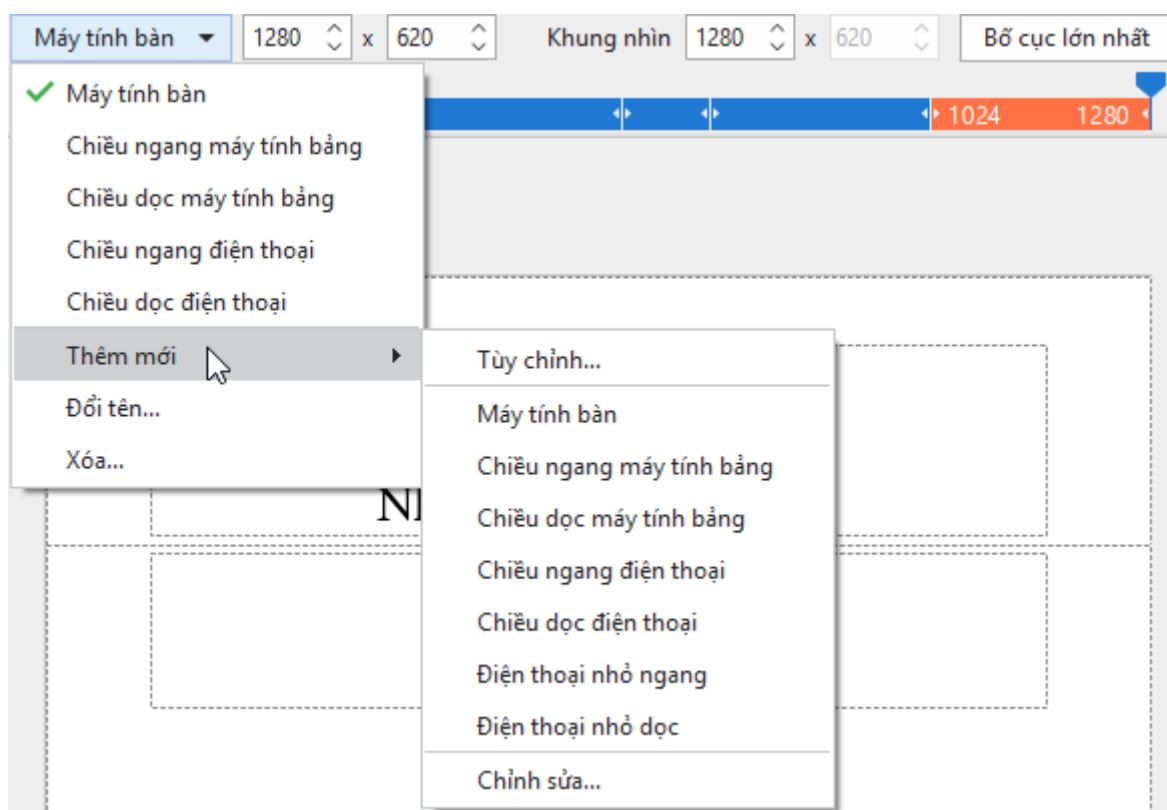 Máy tính bàn 1280 x 620 Khung nhìn 1280 x 620 Bố cục lớn nhất
1024 1280
Máy tính bàn
Chiều ngang máy tính bảng
Chiều dọc máy tính bảng
Chiều ngang điện thoại
Chiều dọc điện thoại
Thêm mới
Đổi tên...
Xóa...
Tùy chỉnh...
Máy tính bàn
Chiều ngang máy tính bảng
Chiều dọc máy tính bảng
Chiều ngang điện thoại
Chiều dọc điện thoại
Điện thoại nhỏ ngang
Điện thoại nhỏ dọc
Chỉnh sửa...